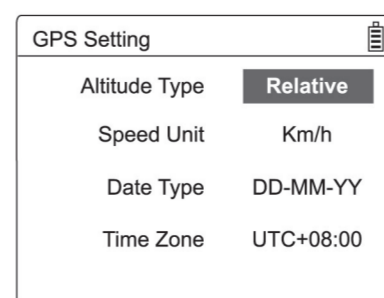 GPS Setting
Altitude Type Relative
Speed Unit Km/h
Date Type DD-MM-YY
Time Zone UTC+08:00